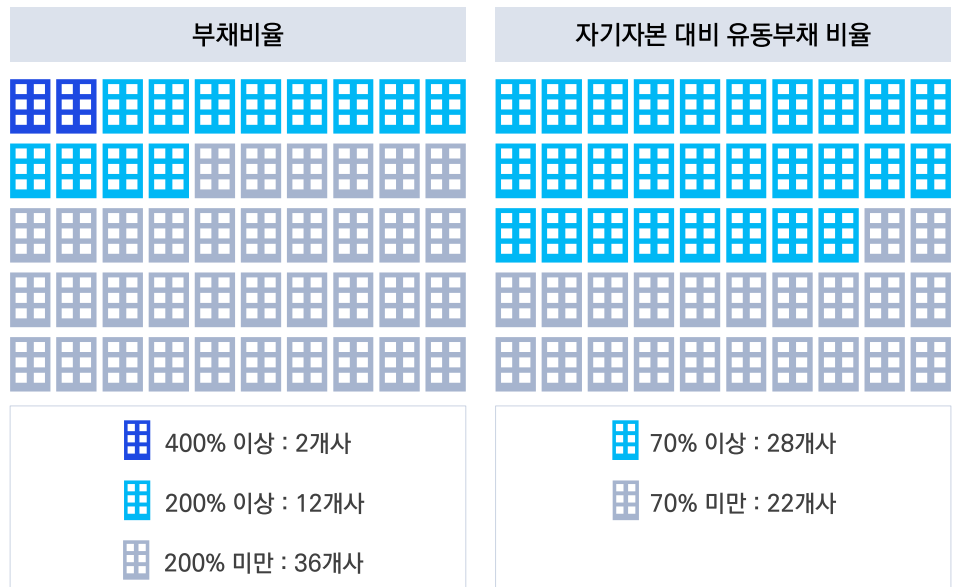 부채비율
400% 이상 : 2개사
200% 이상 : 12개사
200% 미만 : 36개사
자기자본 대비 유동부채 비율
70% 이상 : 28개사
70% 미만 : 22개사